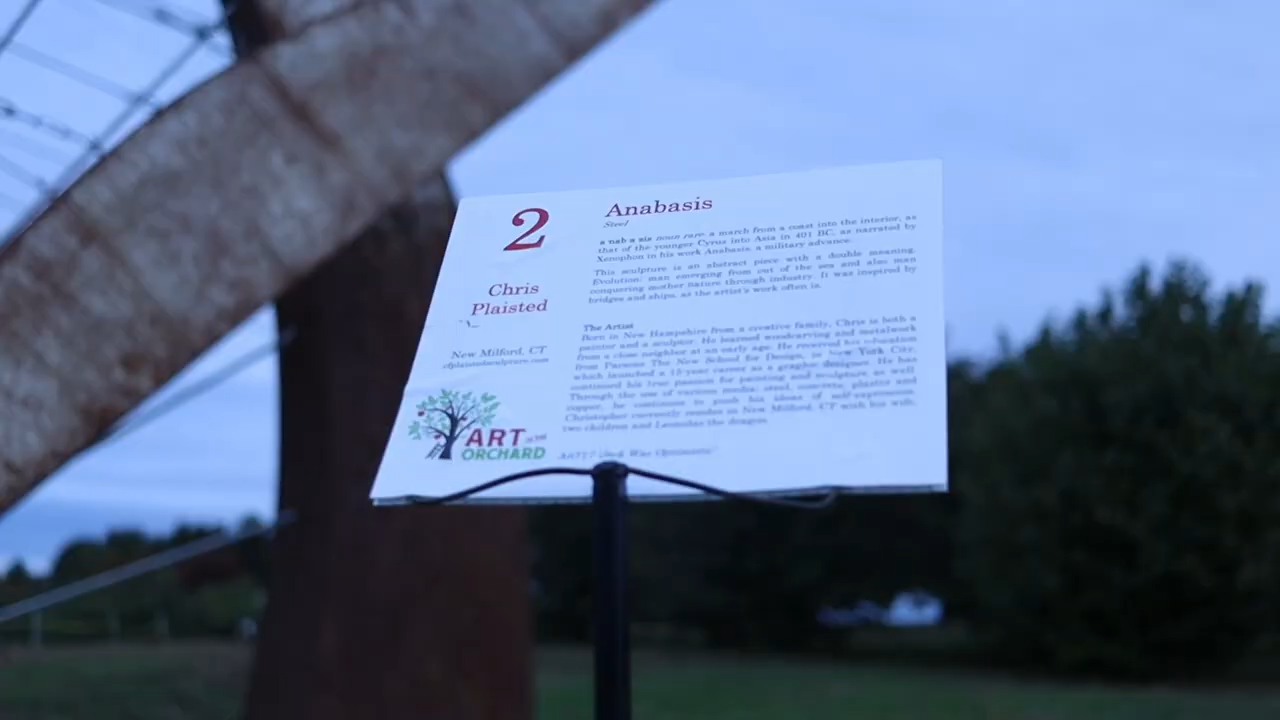 2
Anabasis
Steel
a nab a sis noun rare: a march from a coast into the interior, as
that of the younger Cyrus into Asia in 401 BC, as narrated by
Xenophon in his work Anabasis, a military advance.
This sculpture is an abstract piece with a double meaning.
Evolution: man emerging from out of the sea and also man
conquering mother nature through industry. It was inspired by
bridges and ships, as the artist's work often is.
Chris
Plaisted
New Milford, CT
cfplaistedsculpture.com
The Artist
Born in New Hampshire from a creative family, Chris is both a
painter and a sculptor. He learned woodcarving and metalwork
from a close neighbor at an early age. He received his education
from Parsons The New School for Design, in New York City,
which launched a 15-year career as a graphic designer. He has
continued his true passion for painting and sculpture as well.
Through the use of various media: steel, concrete, plastics and
copper, he continues to push his ideas of self-expression.
Christopher currently resides in New Milford, CT with his wife,
two children and Leonidas the dragon.
ART IN THE
ORCHARD